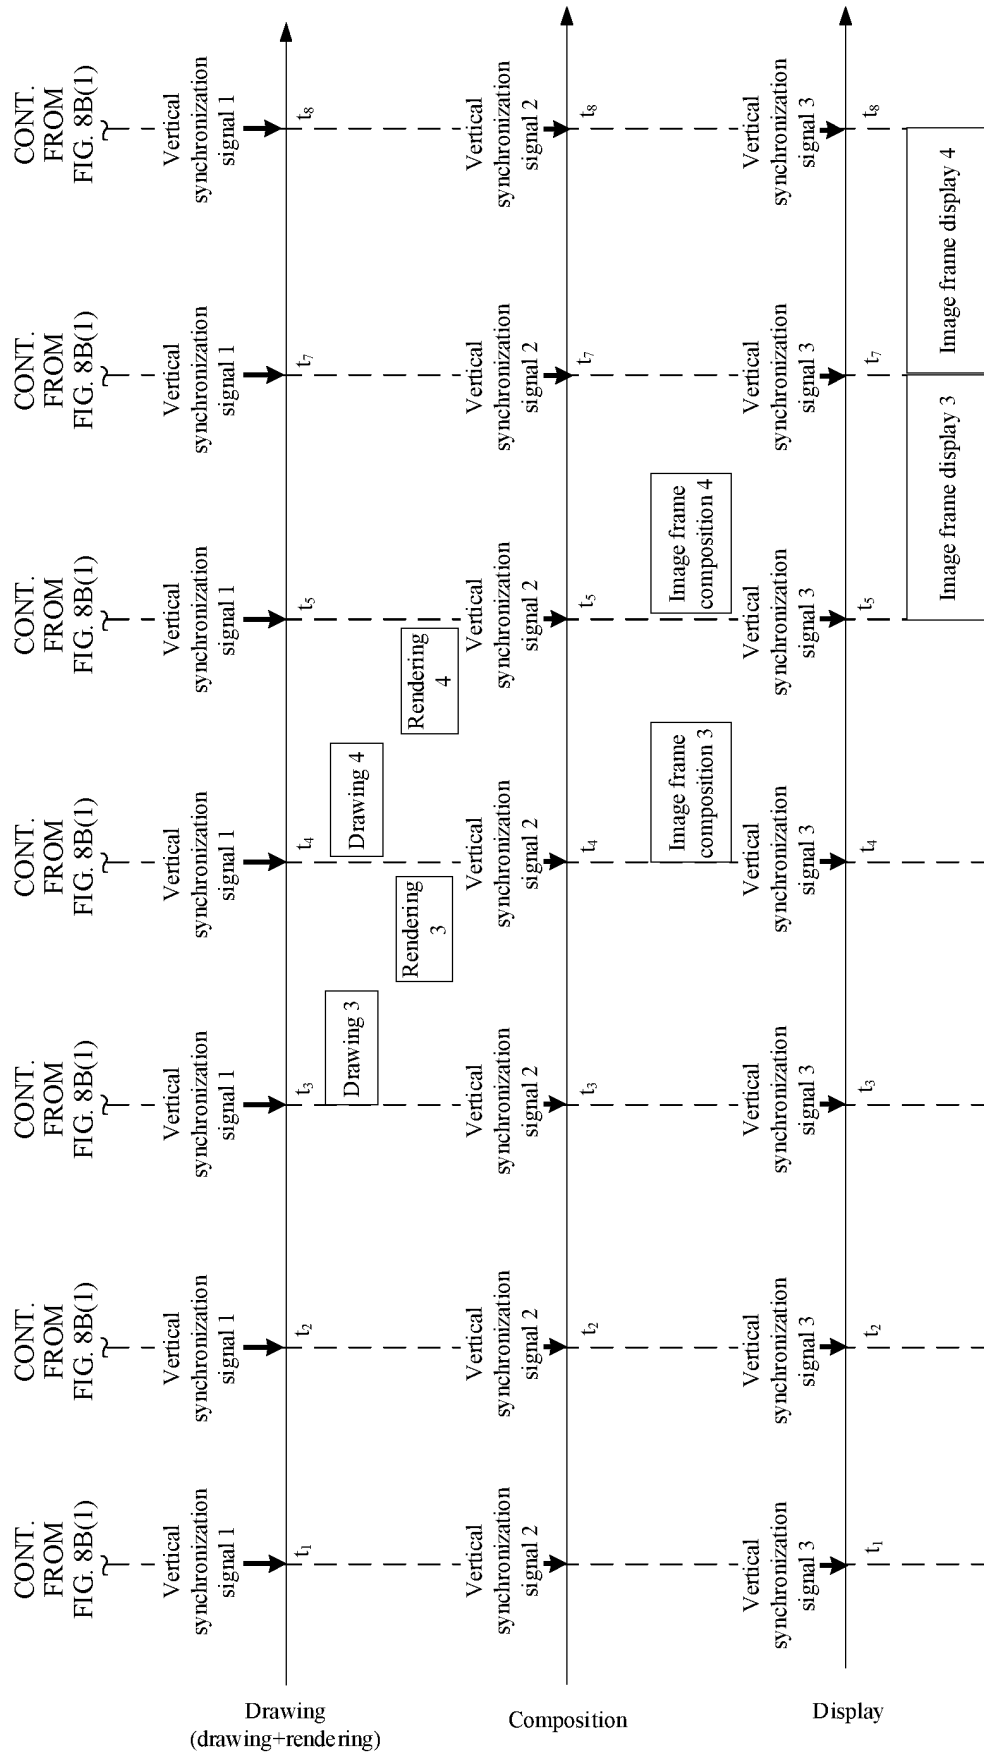 CONT.
FROM
FIG. 8B(1)
CONT.
FROM
FIG. 8B(1)
CONT.
FROM
FIG. 8B(1)
CONT.
FROM
FIG. 8B(1)
CONT.
FROM
FIG. 8B(1)
CONT.
FROM
FIG. 8B(1)
CONT.
FROM
FIG. 8B(1)
Drawing
(drawing+rendering)
Vertical
synchronization
signal 1
t1
Vertical
synchronization
signal 1
t2
Vertical
synchronization
signal 1
t3
Vertical
synchronization
signal 1
t4
Vertical
synchronization
signal 1
t5
Vertical
synchronization
signal 1
t7
Vertical
synchronization
signal 1
t8
Drawing 3
Drawing 4
Rendering
3
Rendering
4
Composition
Vertical
synchronization
signal 2
Vertical
synchronization
signal 2
t2
Vertical
synchronization
signal 2
t3
Vertical
synchronization
signal 2
t4
Vertical
synchronization
signal 2
t5
Vertical
synchronization
signal 2
t7
Vertical
synchronization
signal 2
t8
Image frame
composition 3
Image frame
composition 4
Display
Vertical
synchronization
signal 3
t1
Vertical
synchronization
signal 3
t2
Vertical
synchronization
signal 3
t3
Vertical
synchronization
signal 3
t4
Vertical
synchronization
signal 3
t5
Vertical
synchronization
signal 3
t7
Vertical
synchronization
signal 3
t8
Image frame display 3
Image frame display 4